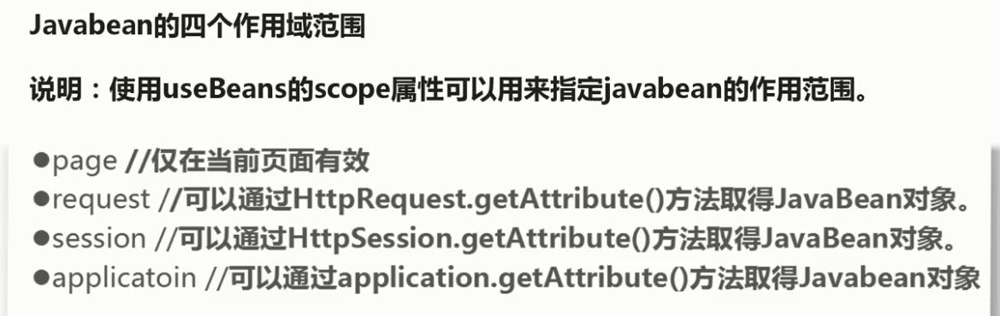 Javabean的四个作用域范围
说明：使用useBeans的scope属性可以用来指定javabean的作用范围。
●page //仅在当前页面有效
●request //可以通过HttpRequest.getAttribute()方法取得JavaBean对象。
●session //可以通过HttpSession.getAttribute()方法取得JavaBean对象。
●applicatoin //可以通过application.getAttribute()方法取得Javabean对象